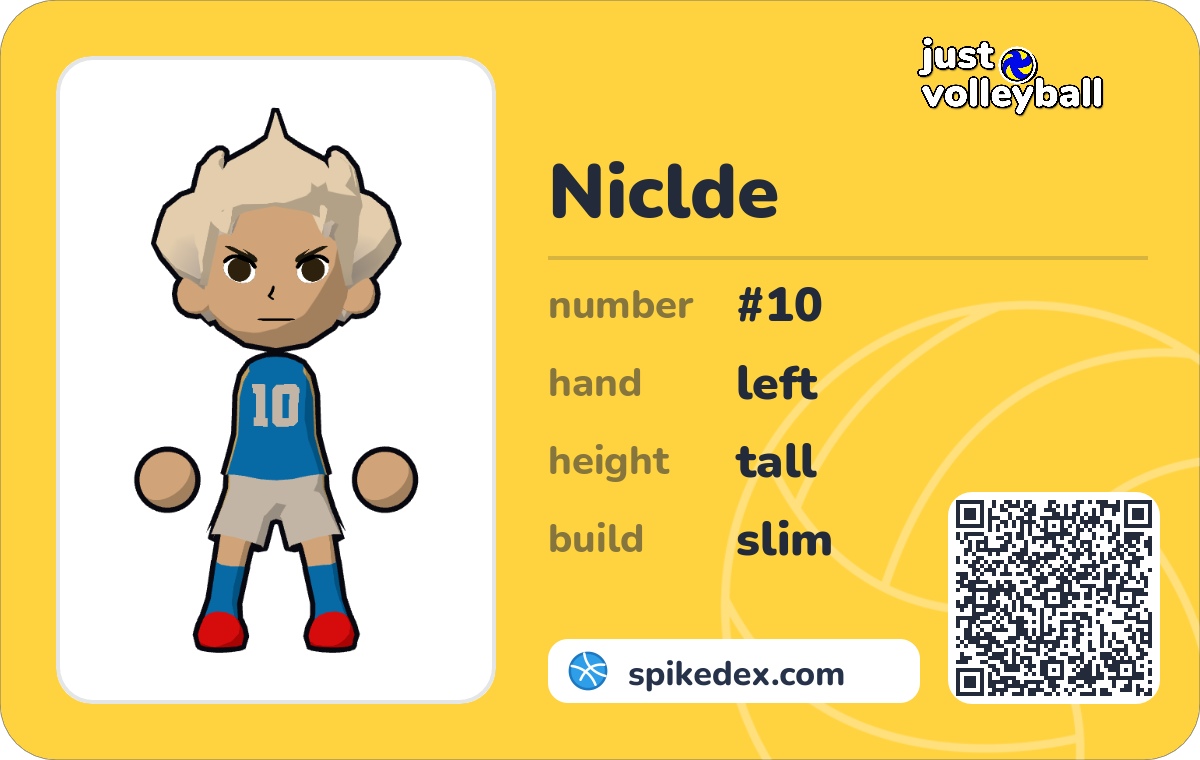 just
volleyball
Niclde
number #10
hand left
height tall
build slim
10
spikedex.com